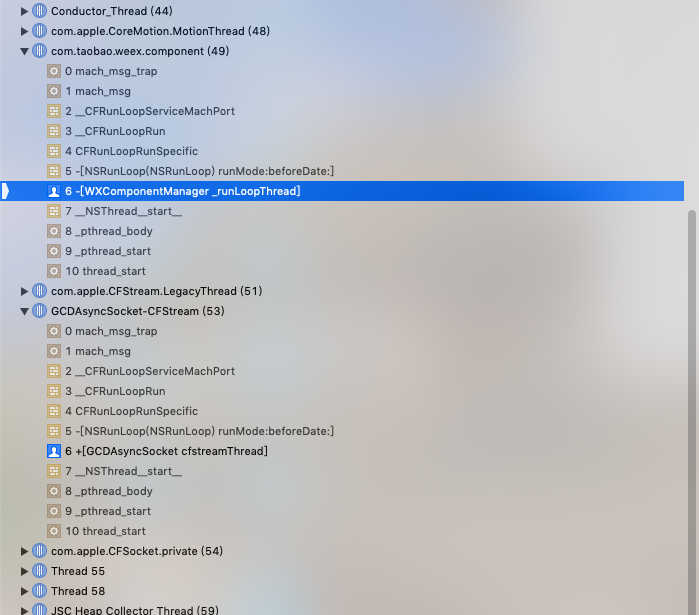 Conductor_Thread (44)
com.apple.CoreMotion.MotionThread (48)
com.taobao.weex.component (49)
0 mach_msg_trap
1 mach_msg
2 __CFRunLoopServiceMachPort
3 __CFRunLoopRun
4 CFRunLoopRunSpecific
5 -[NSRunLoop(NSRunLoop) runMode:beforeDate:]
6 -[WXComponentManager _runLoopThread]
7 __NSThread__start__
8 _pthread_body
9 _pthread_start
10 thread_start
com.apple.CFStream.LegacyThread (51)
GCDAsyncSocket-CFStream (53)
0 mach_msg_trap
1 mach_msg
2 __CFRunLoopServiceMachPort
3 __CFRunLoopRun
4 CFRunLoopRunSpecific
5 -[NSRunLoop(NSRunLoop) runMode:beforeDate:]
6 +[GCDAsyncSocket cfstreamThread]
7 __NSThread__start__
8 _pthread_body
9 _pthread_start
10 thread_start
com.apple.CFSocket.private (54)
Thread 55
Thread 58
JSC Heap Collector Thread (59)